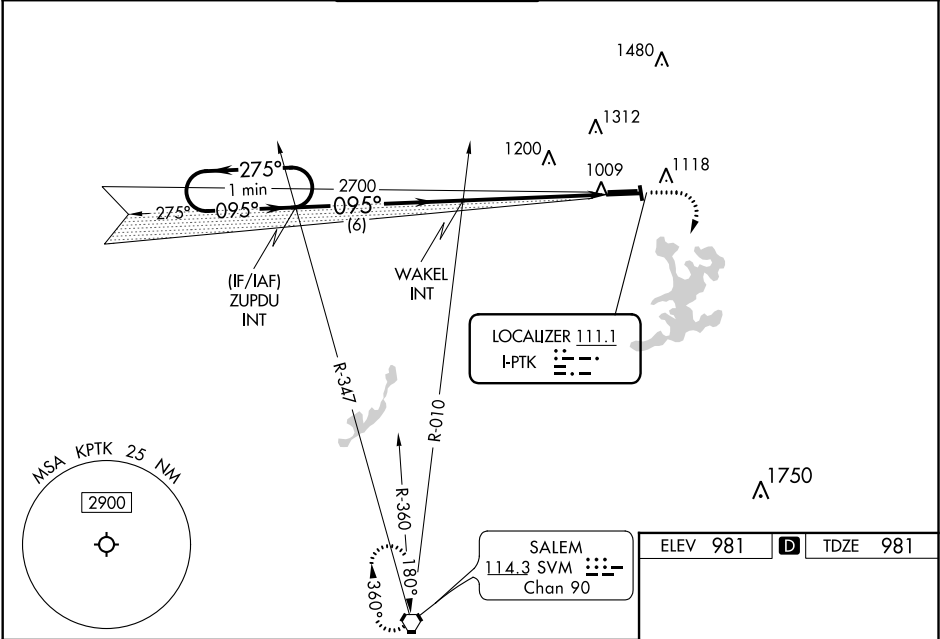 1480
1312
1200
1009
1118
275°
1 min
2700
275°
095°
095°
(6)
(IF/IAF)
ZUPDU
INT
WAKEL
INT
LOCALIZER 111.1
I-PTK
R-347
R-010
R-360
MSA KPTK 25 NM
2900
1750
180°
360°
SALEM
114.3 SVM
Chan 90
ELEV 981 D TDZE 981